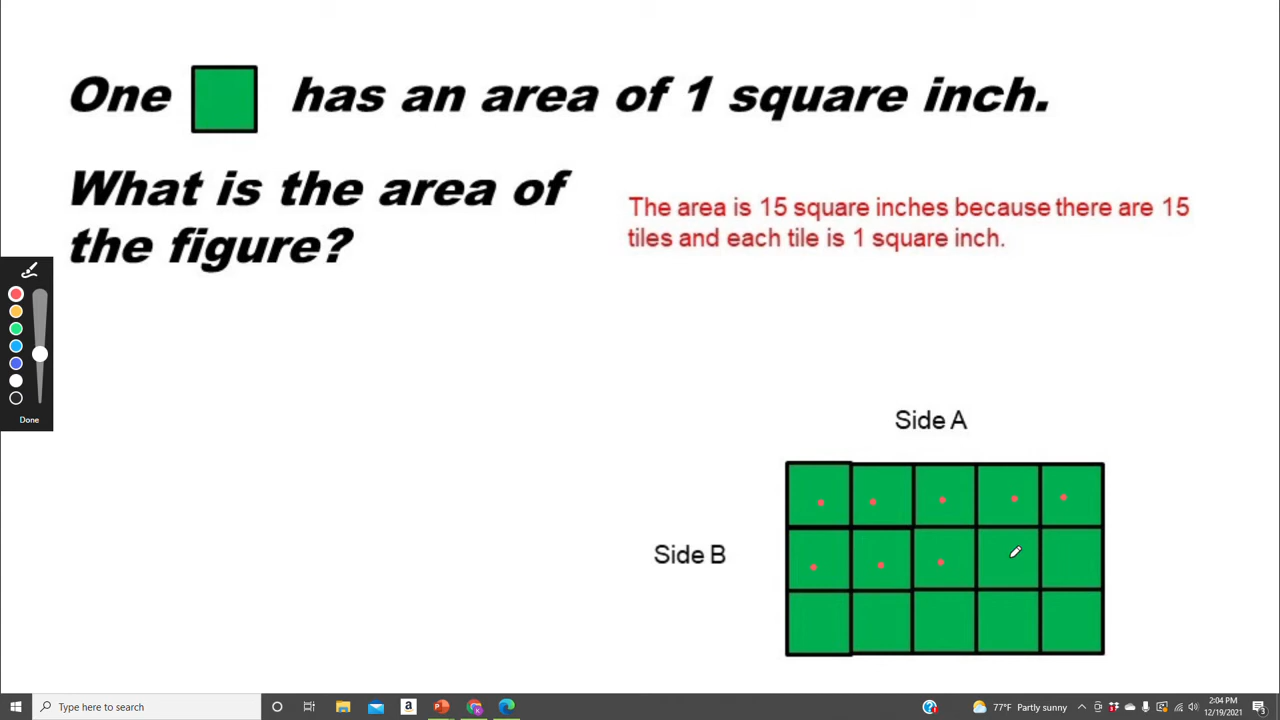 One has an area of 1 square inch.
What is the area of
the figure?
The area is 15 square inches because there are 15
tiles and each tile is 1 square inch.
Done
Side A
Side B
Type here to search
a
77°F Partly sunny
2:04 PM
12/19/2021